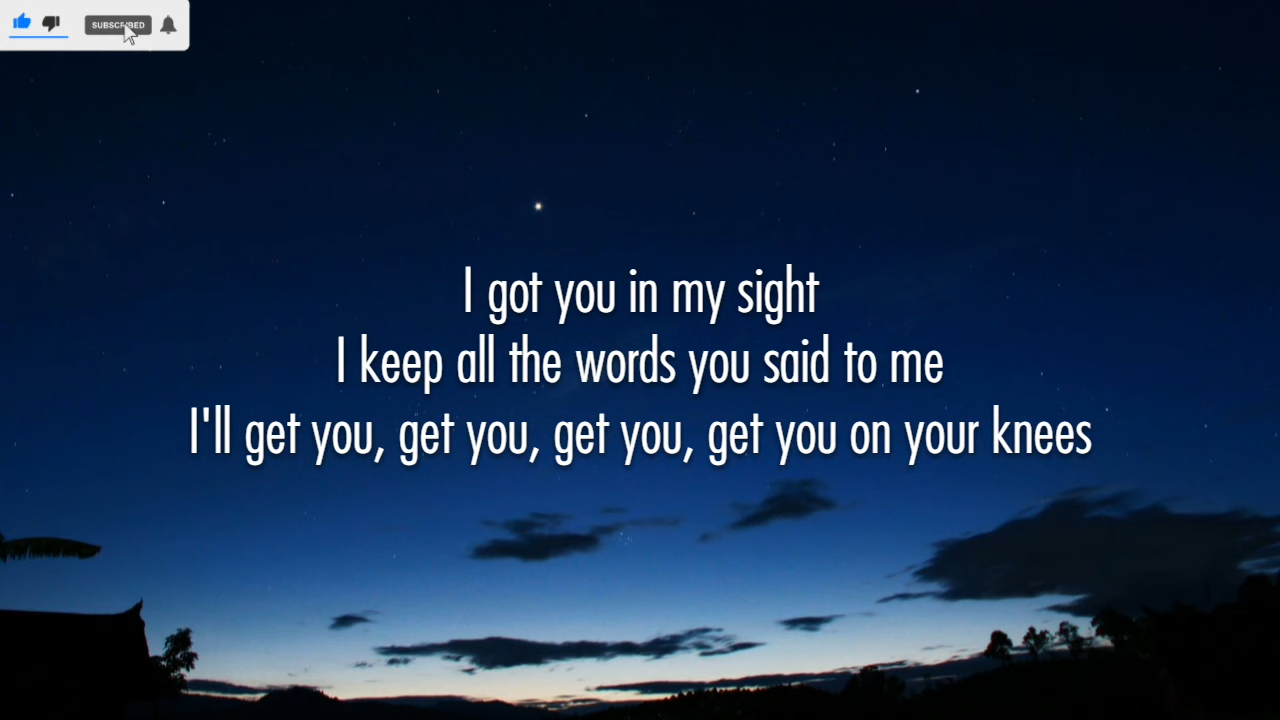 SUBSCRIBED
I got you in my sight
I keep all the words you said to me
I'll get you, get you, get you, get you on your knees